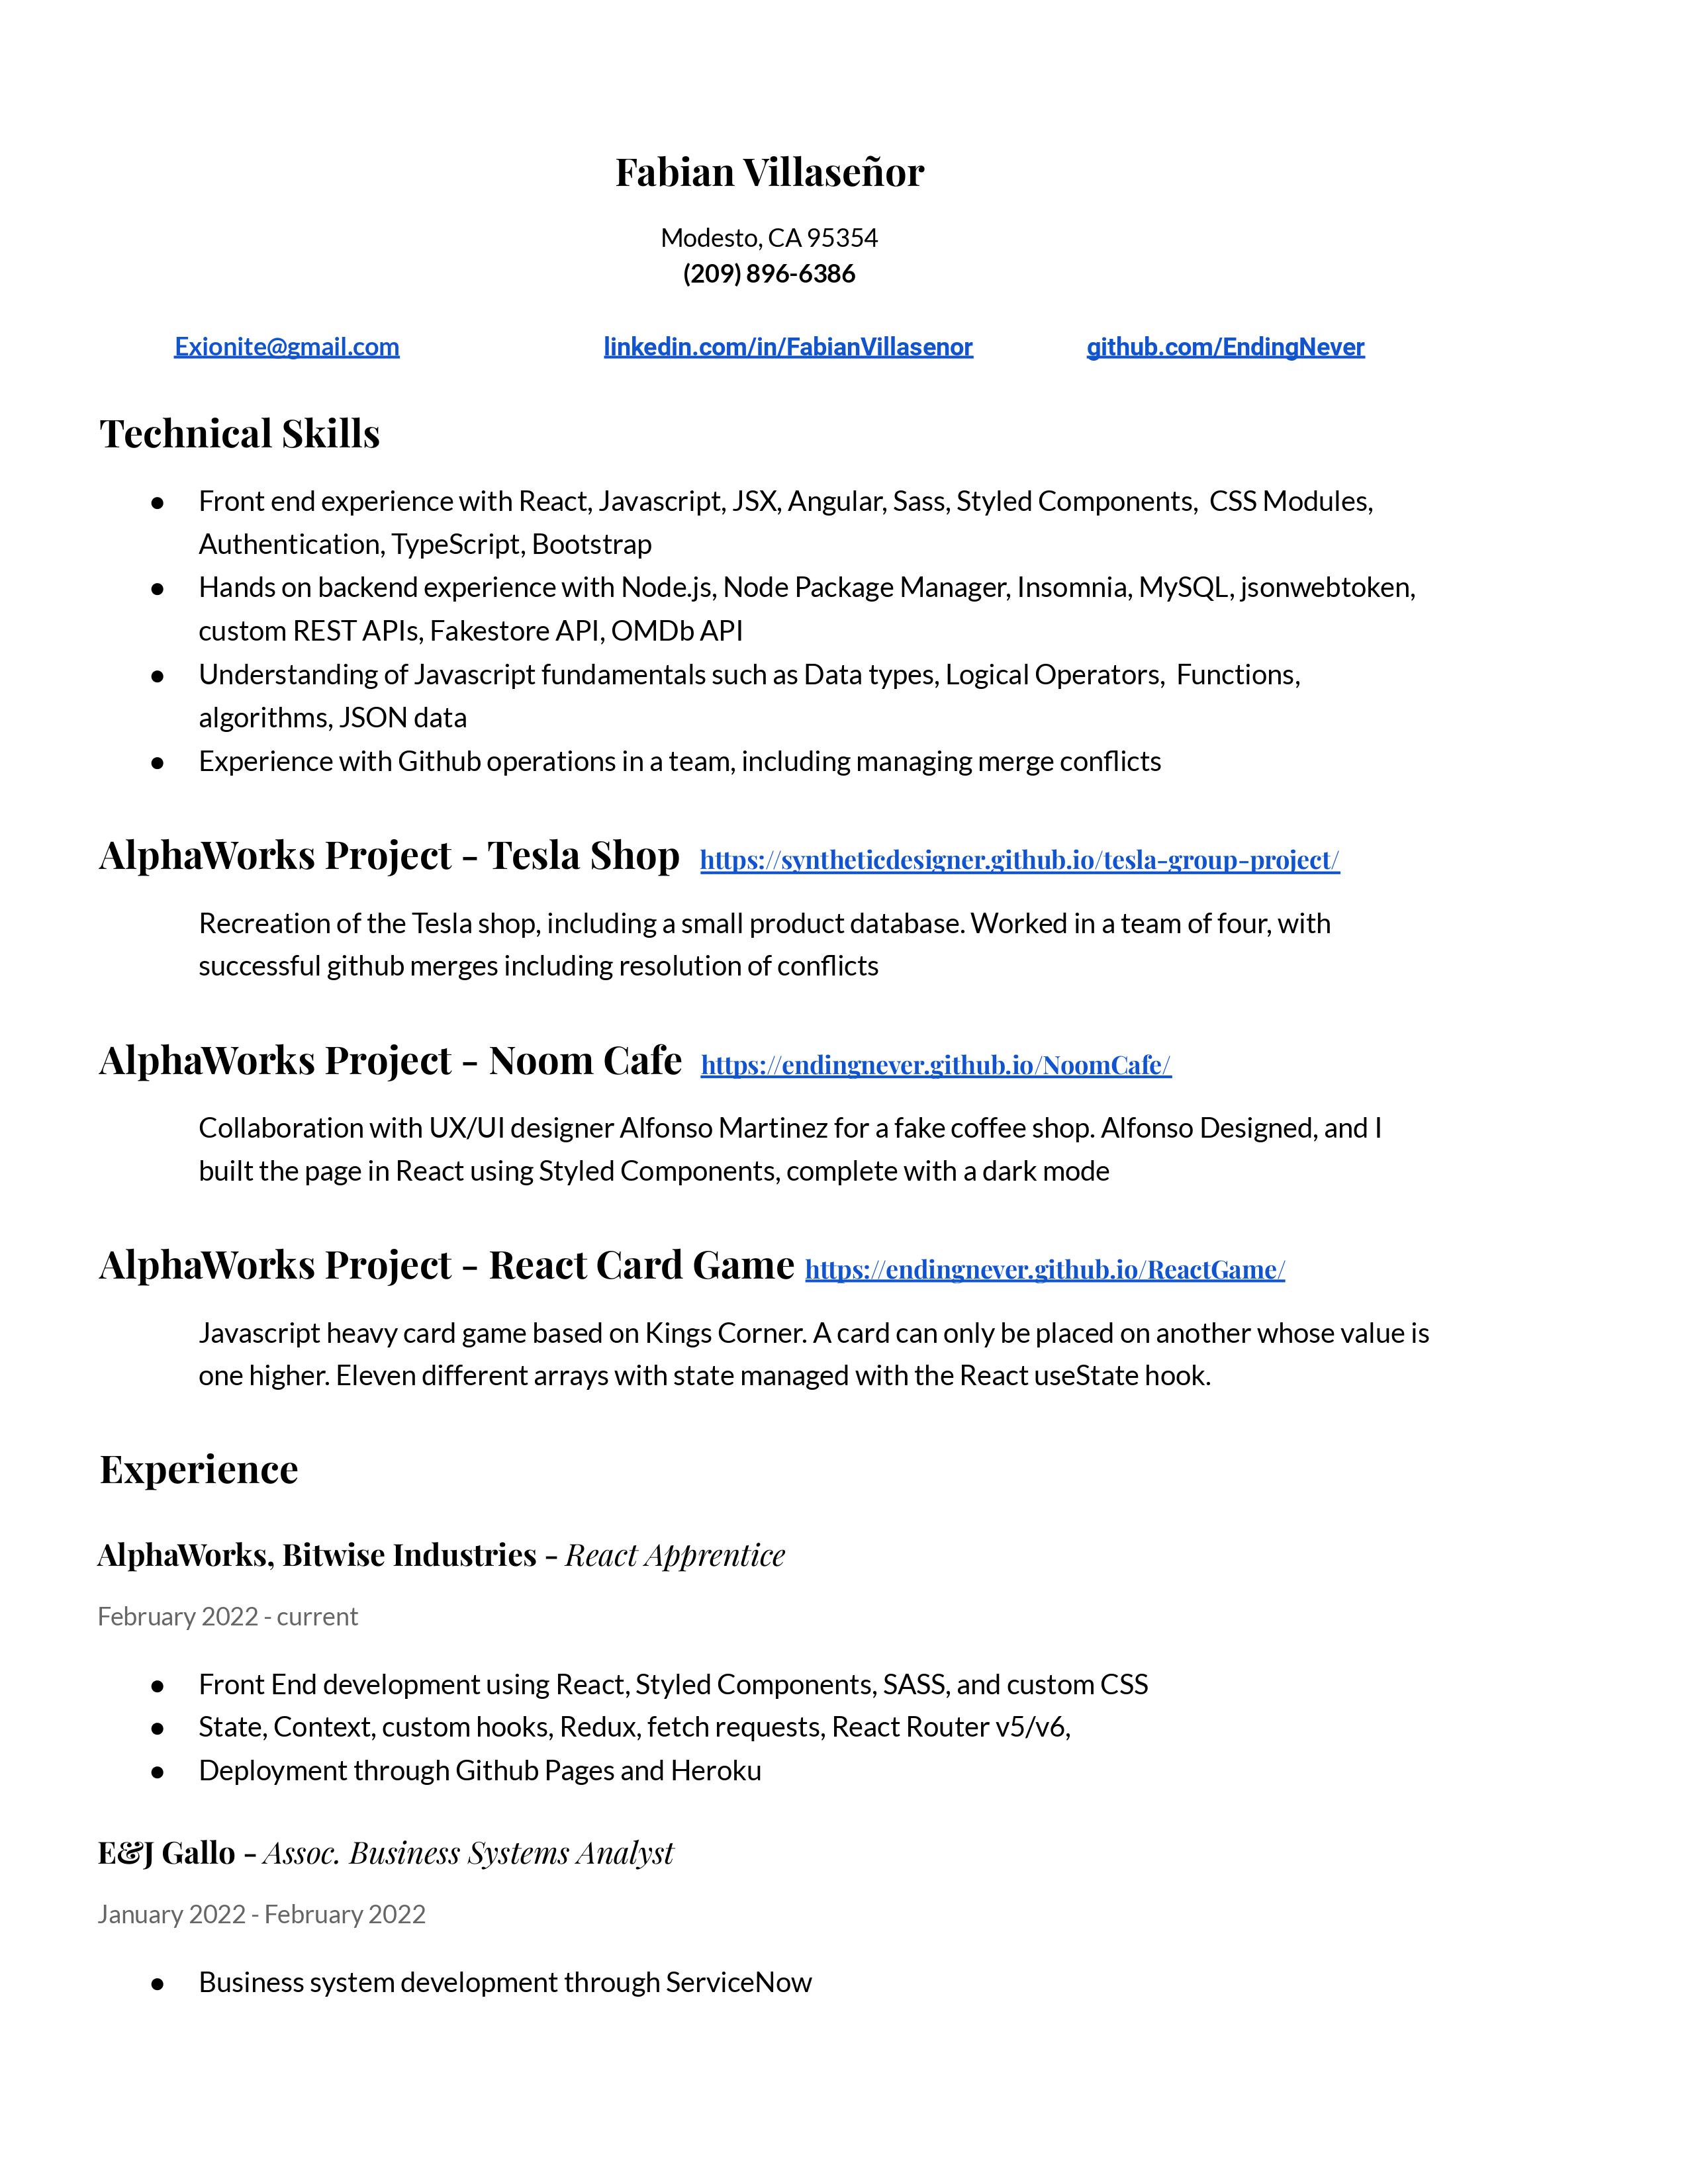 Fabian Villaseñor
Modesto, CA 95354
(209) 896-6386
Exionite@gmail.com linkedin.com/in/FabianVillasenor github.com/EndingNever
Technical Skills
● Front end experience with React, Javascript, JSX, Angular, Sass, Styled Components, CSS Modules,
Authentication, TypeScript, Bootstrap
● Hands on backend experience with Node.js, Node Package Manager, Insomnia, MySQL, jsonwebtoken,
custom REST APIs, Fakestore API, OMDb API
● Understanding of Javascript fundamentals such as Data types, Logical Operators, Functions,
algorithms, JSON data
● Experience with Github operations in a team, including managing merge conflicts
AlphaWorks Project - Tesla Shop https://syntheticdesigner.github.io/tesla-group-project/
Recreation of the Tesla shop, including a small product database. Worked in a team of four, with
successful github merges including resolution of conflicts
AlphaWorks Project - Noom Cafe https://endingnever.github.io/NoomCafe/
Collaboration with UX/UI designer Alfonso Martinez for a fake coffee shop. Alfonso Designed, and I
built the page in React using Styled Components, complete with a dark mode
AlphaWorks Project - React Card Game https://endingnever.github.io/ReactGame/
Javascript heavy card game based on Kings Corner. A card can only be placed on another whose value is
one higher. Eleven different arrays with state managed with the React useState hook.
Experience
AlphaWorks, Bitwise Industries - React Apprentice
February 2022 - current
● Front End development using React, Styled Components, SASS, and custom CSS
● State, Context, custom hooks, Redux, fetch requests, React Router v5/v6,
● Deployment through Github Pages and Heroku
E&J Gallo - Assoc. Business Systems Analyst
January 2022 - February 2022
● Business system development through ServiceNow